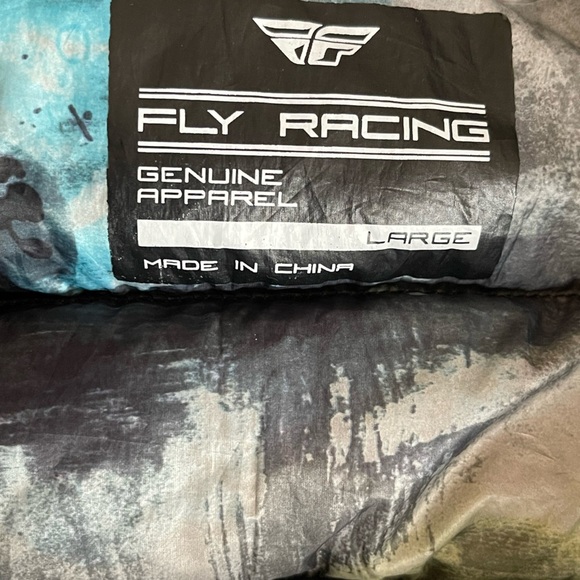 FLY RACING
GENUINE
APPAREL
LARGE
MADE IN CHINA